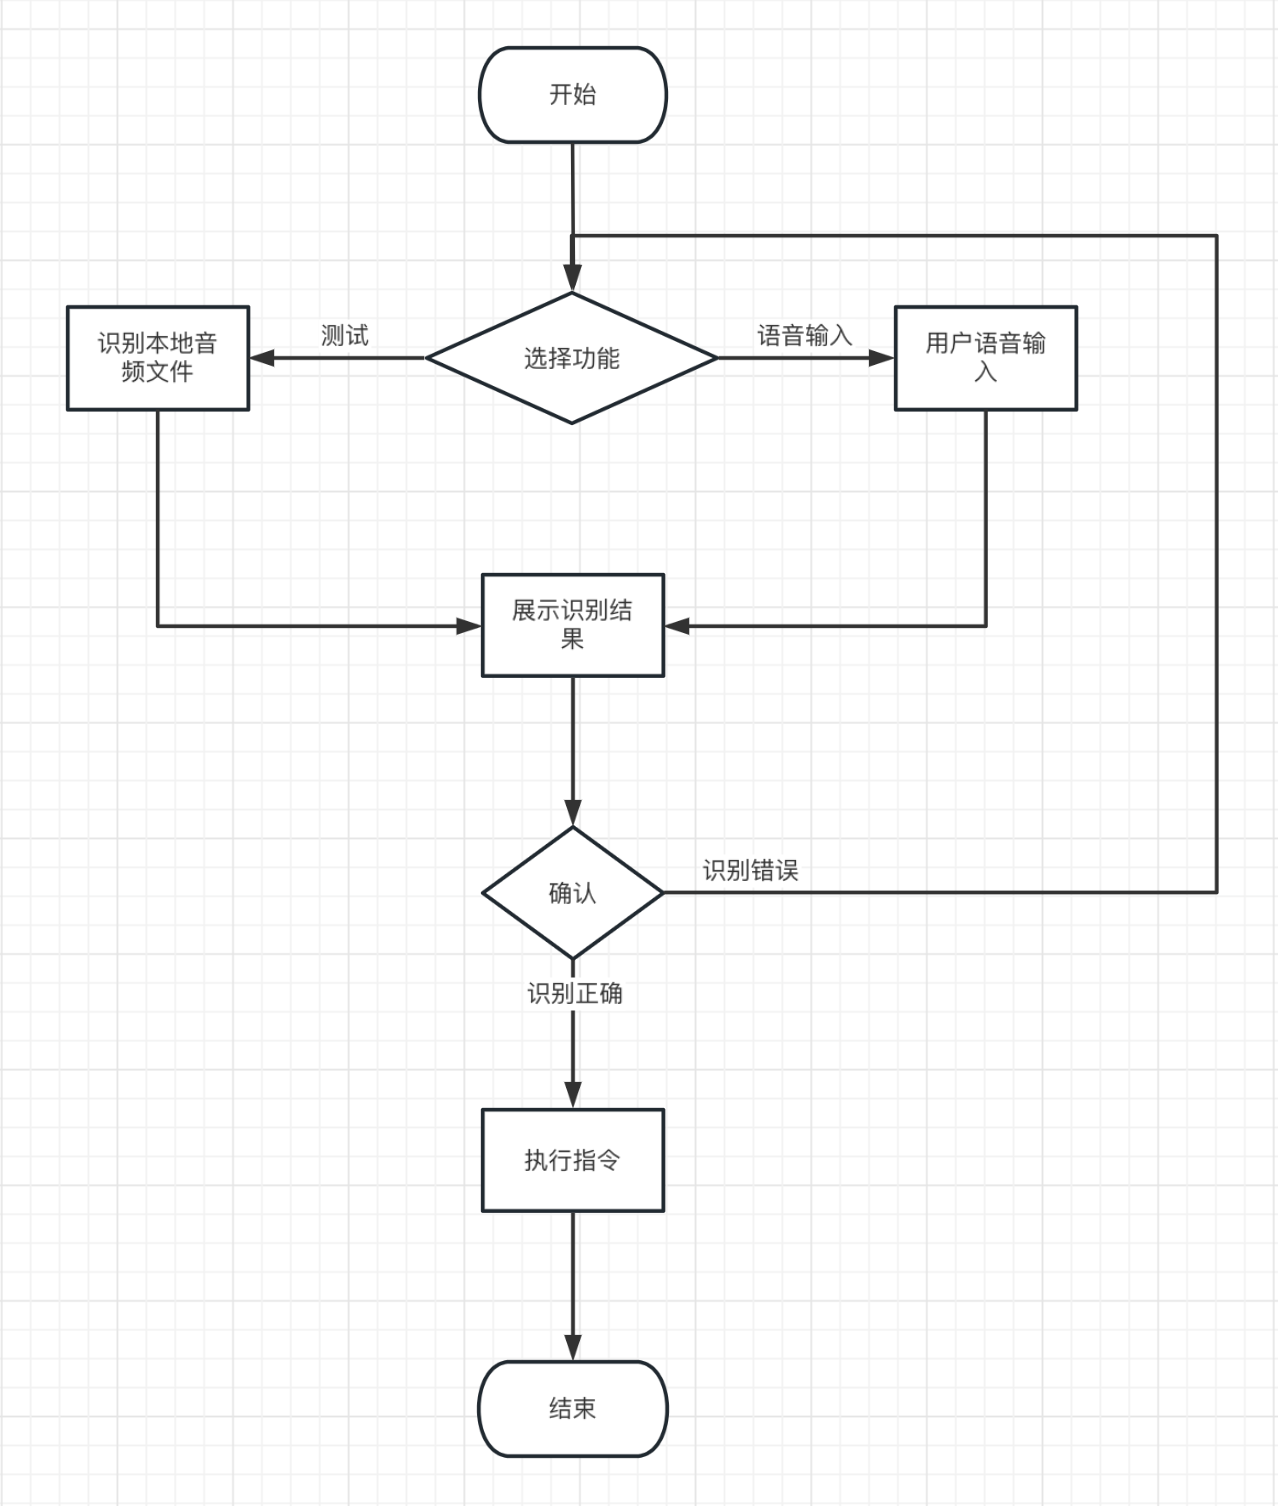 开始
测试
语音输入
识别本地音
频文件
选择功能
用户语音输
入
展示识别结
果
识别错误
确认
识别正确
执行指令
结束